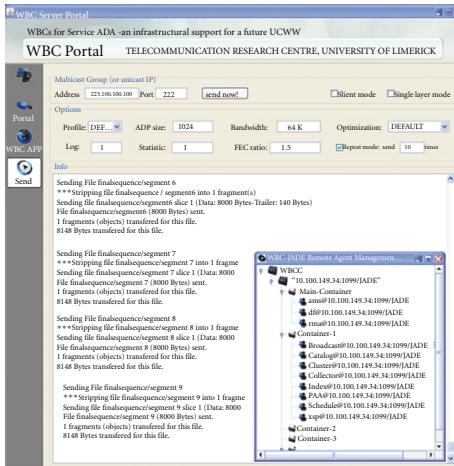 WBC Server Portal
WBCs for Service ADA -an infrastructural support for a future UCWW
WBC Portal TELECOMMUNICATION RESEARCH CENTRE, UNIVERSITY OF LIMERICK
Multicast Group (or unicast IP)
Address 225.100.100.100 Port 222 send now! Slient mode Single layer mode
Options
Profile: DEF... ADP size: 1024 Bandwidth: 64 K Optimization: DEFAULT
Log: 1 Statistic: 1 FEC ratio: 1.5 Repeat mode: send 10 times
Portal
WBC APP
Send
Info
Sending File finalsequence/segment 6
***Stripping file finalsequence / segment6 into 1 fragment(s)
Sending file finalsequence/segment6 slice 1 (Data: 8000 Bytes-Trailer: 140 Bytes)
File finalsequence/segment6 (8000 Bytes) sent.
1 fragments (objects) transfered for this file.
8148 Bytes transferred for this file.
Sending File finalsequence/segment 7
***Stripping file finalsequence/segment 7 into 1 fragme
Sending file finalsequence/segment 7 slice 1 (Data: 8000
File finalsequence/segment 7 (8000 Bytes) sent.
1 fragments (objects) transfered for this file.
8148 Bytes transfered for this file.
Sending File finalsequence/segment 8
***Stripping file finalsequence/segment 8 into 1 fragme
Sending file finalsequence/segment 8 slice 1 (Data: 8000
File finalsequence/segment 8 (8000 Bytes) sent.
1 fragments (objects) transfered for this file.
8148 Bytes transfered for this file.
Sending File finalsequence/segment 9
***Stripping file finalsequence/segment 9 into 1 fragme
Sending file finalsequence/segment 9 slice 1 (Data: 8000
File finalsequence/segment 9 (8000 Bytes) sent.
1 fragments (objects) transfered for this file.
8148 Bytes transfered for this file.
WBC-JADE Remote Agent Managemen...
WBCC
"10.100.149.34:1099/JADE"
Main-Container
ams@10.100.149.34:1099/JADE
df@10.100.149.34:1099/JADE
rma@10.100.149.34:1099/JADE
Container-1
Broadcast@10.100.149.34:1099/JADE
Catalog@10.100.149.34:1099/JADE
Cluster@10.100.149.34:1099/JADE
Collector@10.100.149.34:1099/JADE
Index@10.100.149.34:1099/JADE
PAA@10.100.149.34:1099/JADE
Schedule@10.100.149.34:1099/JADE
xsp@10.100.149.34:1099/JADE
Container-2
Container-3